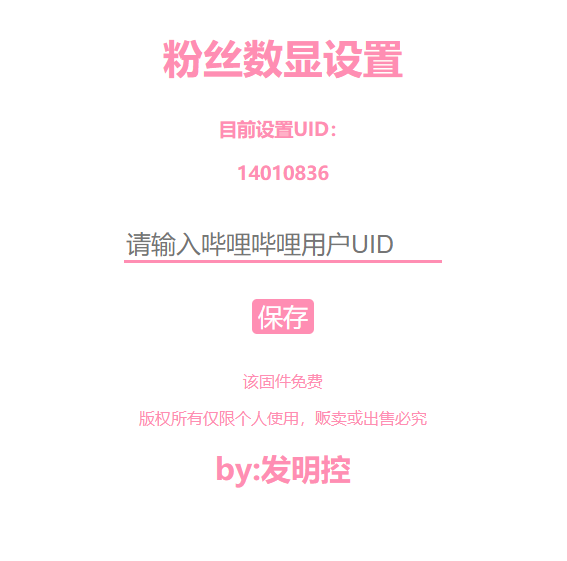 粉丝数显设置
目前设置UID：
14010836
请输入哔哩哔哩用户UID
保存
该固件免费
版权所有仅限个人使用，贩卖或出售必究
by:发明控